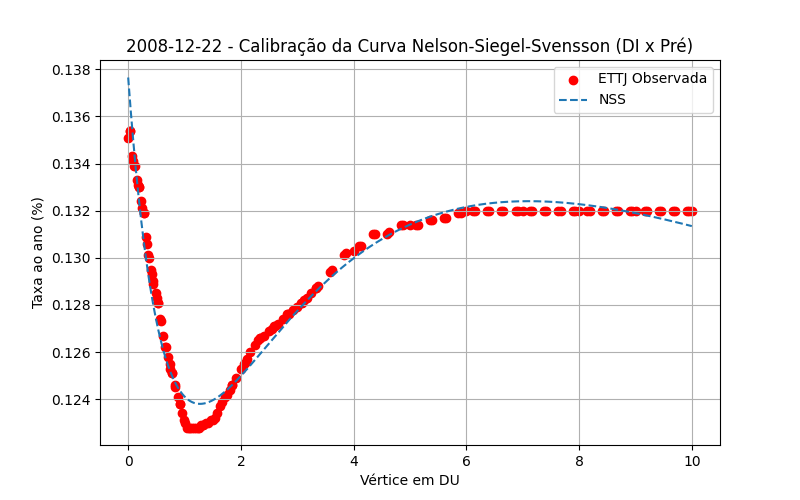 2008-12-22 - Calibração da Curva Nelson-Siegel-Svensson (DI x Pré)
ETTJ Observada
NSS
Taxa ao ano (%)
0.138
0.136
0.134
0.132
0.130
0.128
0.126
0.124
0 2 4 6 8 10
Vértice em DU